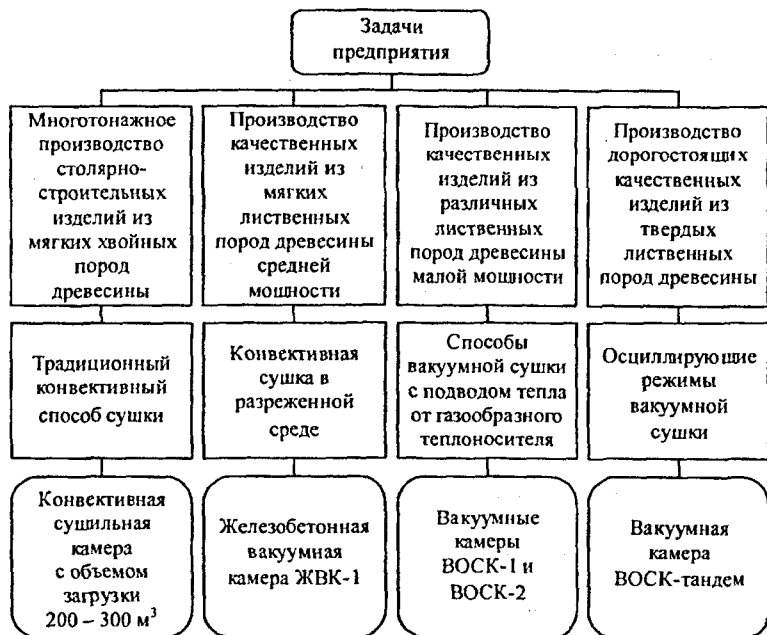 Задачи
предприятия
Многотонажное
производство
столярно-
строительных
изделий из
мягких хвойных
пород
древесины
Производство
качественных
изделий из
мягких
лиственных
пород древесины
средней
мощности
Производство
качественных
изделий из
различных
лиственных
пород древесины
малой мощности
Производство
дорогостоящих
качественных
изделий из
твердых
лиственных
пород древесины
Традиционный
конвективный
способ сушки
Конвективная
сушка в
разреженной
среде
Способы
вакуумной сушки
с подводом тепла
от газообразного
теплоносителя
Осциллирующие
режимы
вакуумной
сушки
Конвективная
сушильная
камера
с объемом
загрузки
200 – 300 м³
Железобетонная
вакуумная
камера ЖВК-1
Вакуумные
камеры
ВОСК-1 и
ВОСК-2
Вакуумная
камера
ВОСК-тандем